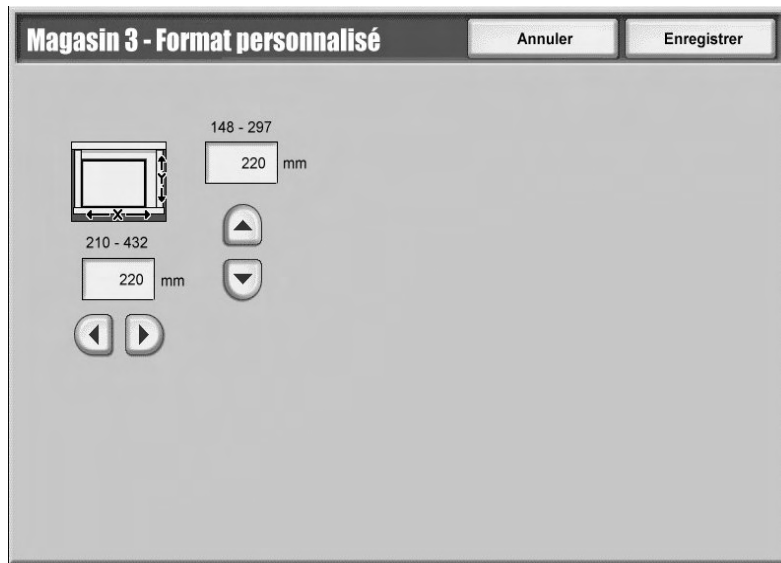 Magasin 3 - Format personnalisé
Annuler
Enregistrer
148 - 297
220 mm
Y
X
210 - 432
220 mm